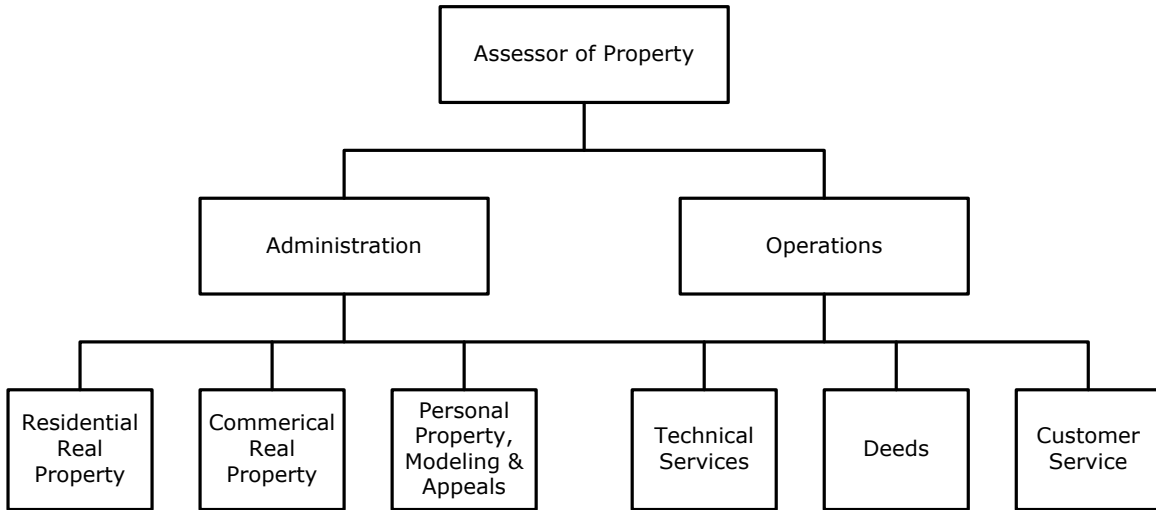 Assessor of Property
Administration
Operations
Residential
Real
Property
Commerical
Real
Property
Personal
Property,
Modeling &
Appeals
Technical
Services
Deeds
Customer
Service